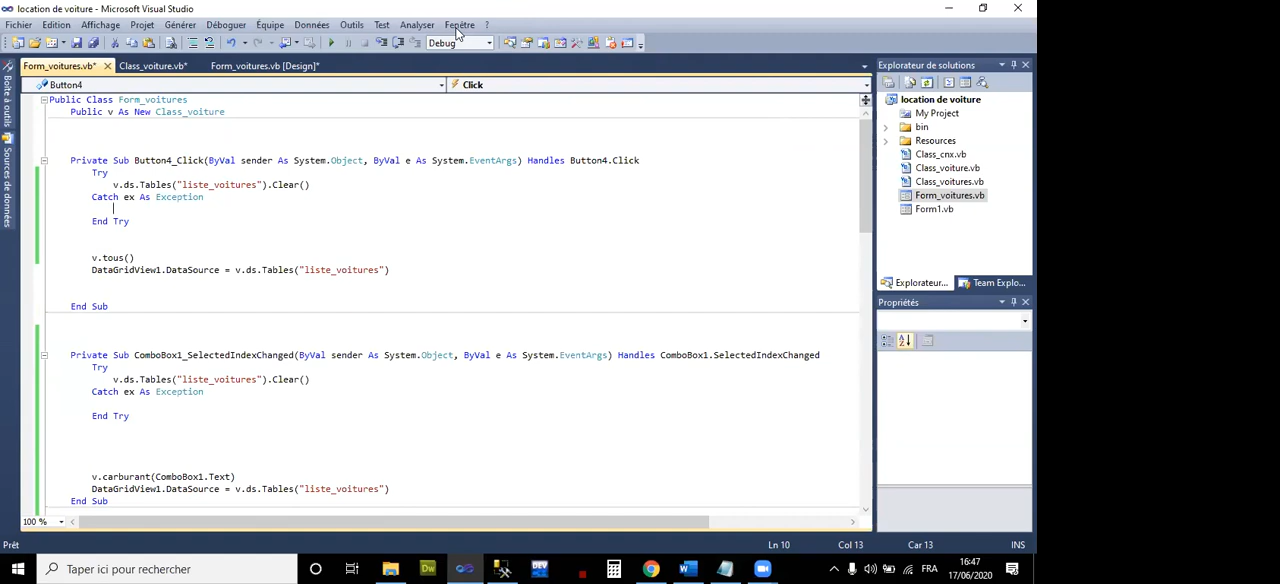 location de voiture - Microsoft Visual Studio
Fichier Edition Affichage Projet Générer Déboguer Équipe Données Outils Test Analyser Fenêtre ?
Debug
Form_voitures.vb* Class_voiture.vb* Form_voitures.vb [Design]*
Button4 Click
Boîte à outils
Sources de données
Public Class Form_voitures
Public v As New Class_voiture
Private Sub Button4_Click(ByVal sender As System.Object, ByVal e As System.EventArgs) Handles Button4.Click
Try
v.ds.Tables("liste_voitures").Clear()
Catch ex As Exception
End Try
v.tous()
DataGridView1.DataSource = v.ds.Tables("liste_voitures")
End Sub
Private Sub ComboBox1_SelectedIndexChanged(ByVal sender As System.Object, ByVal e As System.EventArgs) Handles ComboBox1.SelectedIndexChanged
Try
v.ds.Tables("liste_voitures").Clear()
Catch ex As Exception
End Try
v.carburant(ComboBox1.Text)
DataGridView1.DataSource = v.ds.Tables("liste_voitures")
End Sub
100 %
Explorateur de solutions
location de voiture
My Project
bin
Resources
Class_cnx.vb
Class_voiture.vb
Class_voitures.vb
Form_voitures.vb
Form1.vb
Explorateur... Team Explo...
Propriétés
Prêt Ln 10 Col 13 Car 13 INS
Taper ici pour rechercher
Dw
DEV
W
FRA
16:47
17/06/2020